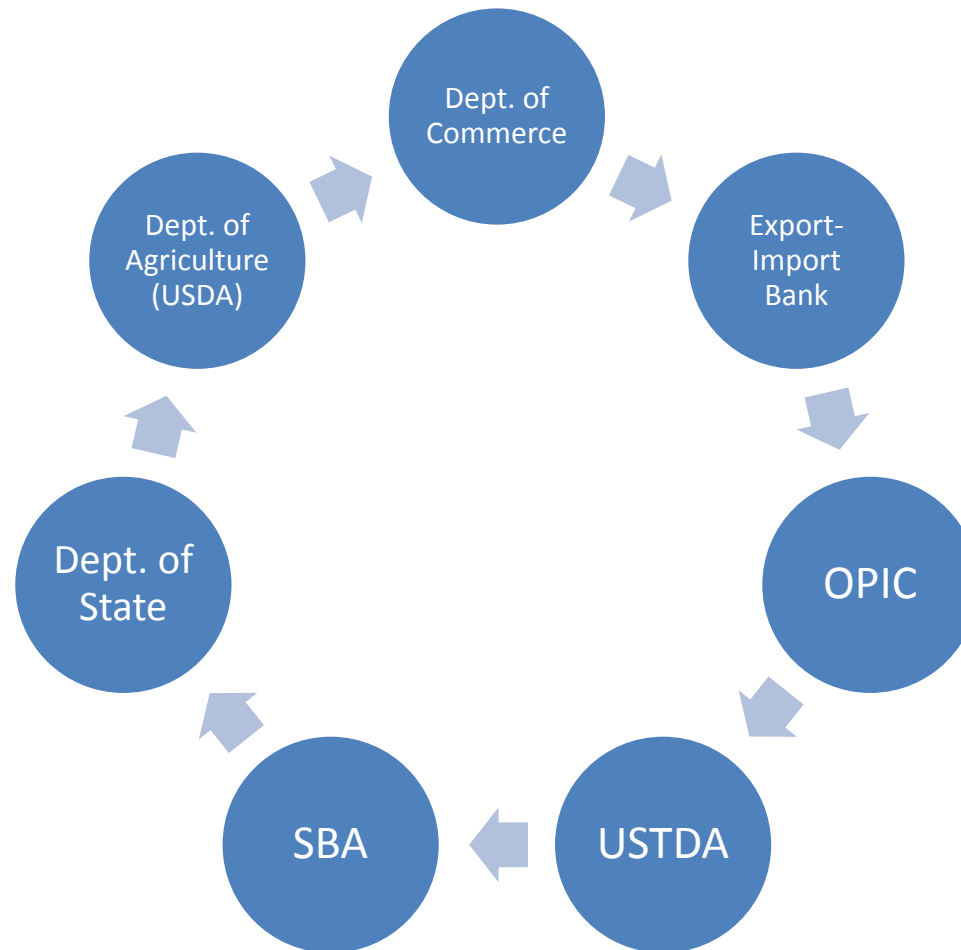 Dept. of
Commerce
Export-
Import
Bank
OPIC
USTDA
SBA
Dept. of
State
Dept. of
Agriculture
(USDA)